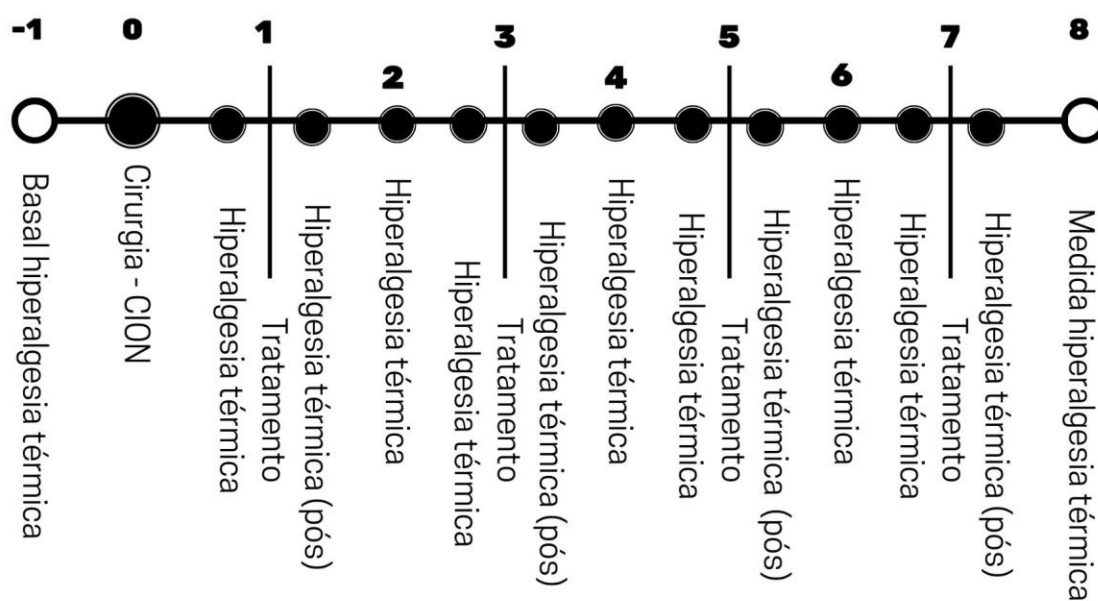 -1
0
1
2
3
4
5
6
7
8
Basal hiperalgesia térmica
Cirurgia - CION
Hiperalgesia térmica
Tratamento
Hiperalgesia térmica (pós)
Hiperalgesia térmica
Hiperalgesia térmica
Tratamento
Hiperalgesia térmica (pós)
Hiperalgesia térmica
Hiperalgesia térmica
Tratamento
Hiperalgesia térmica (pós)
Hiperalgesia térmica
Hiperalgesia térmica
Tratamento
Hiperalgesia térmica (pós)
Medida hiperalgesia térmica